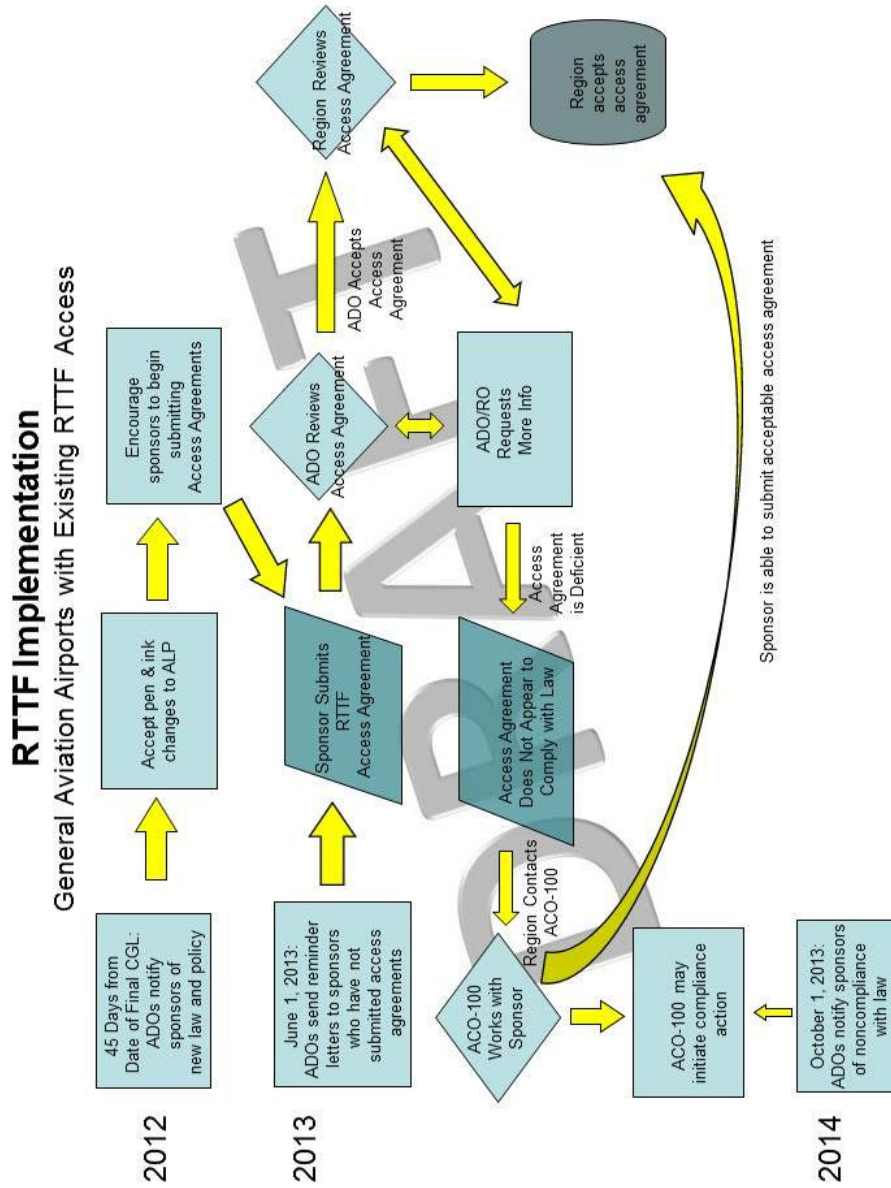 RTTF Implementation
General Aviation Airports with Existing RTTF Access
2012
45 Days from
Date of Final CGL:
ADOs notify
sponsors of
new law and policy
Accept pen & ink
changes to ALP
Encourage
sponsors to begin
submitting
Access Agreements
2013
June 1, 2013:
ADOs send reminder
letters to sponsors
who have not
submitted access
agreements
Sponsor Submits
RTTF
Access Agreement
ADO Reviews
Access Agreement
ADO Accepts
Access
Agreement
Region Reviews
Access Agreement
ADO/RO
Requests
More Info
Access
Agreement
is Deficient
Access Agreement
Does Not Appear to
Comply with Law
Region Contacts
ACO-100
ACO-100
Works with
Sponsor
Region
accepts
access
agreement
Sponsor is able to submit acceptable access agreement
ACO-100 may
initiate compliance
action
2014
October 1, 2013:
ADOs notify sponsors
of noncompliance
with law
DRAFT